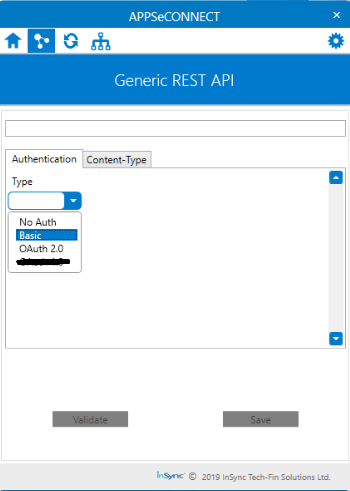 APPSeCONNECT
Generic REST API
Authentication Content-Type
Type
No Auth
Basic
OAuth 2.0
Validate Save
InSync © 2019 InSync Tech-Fin Solutions Ltd.